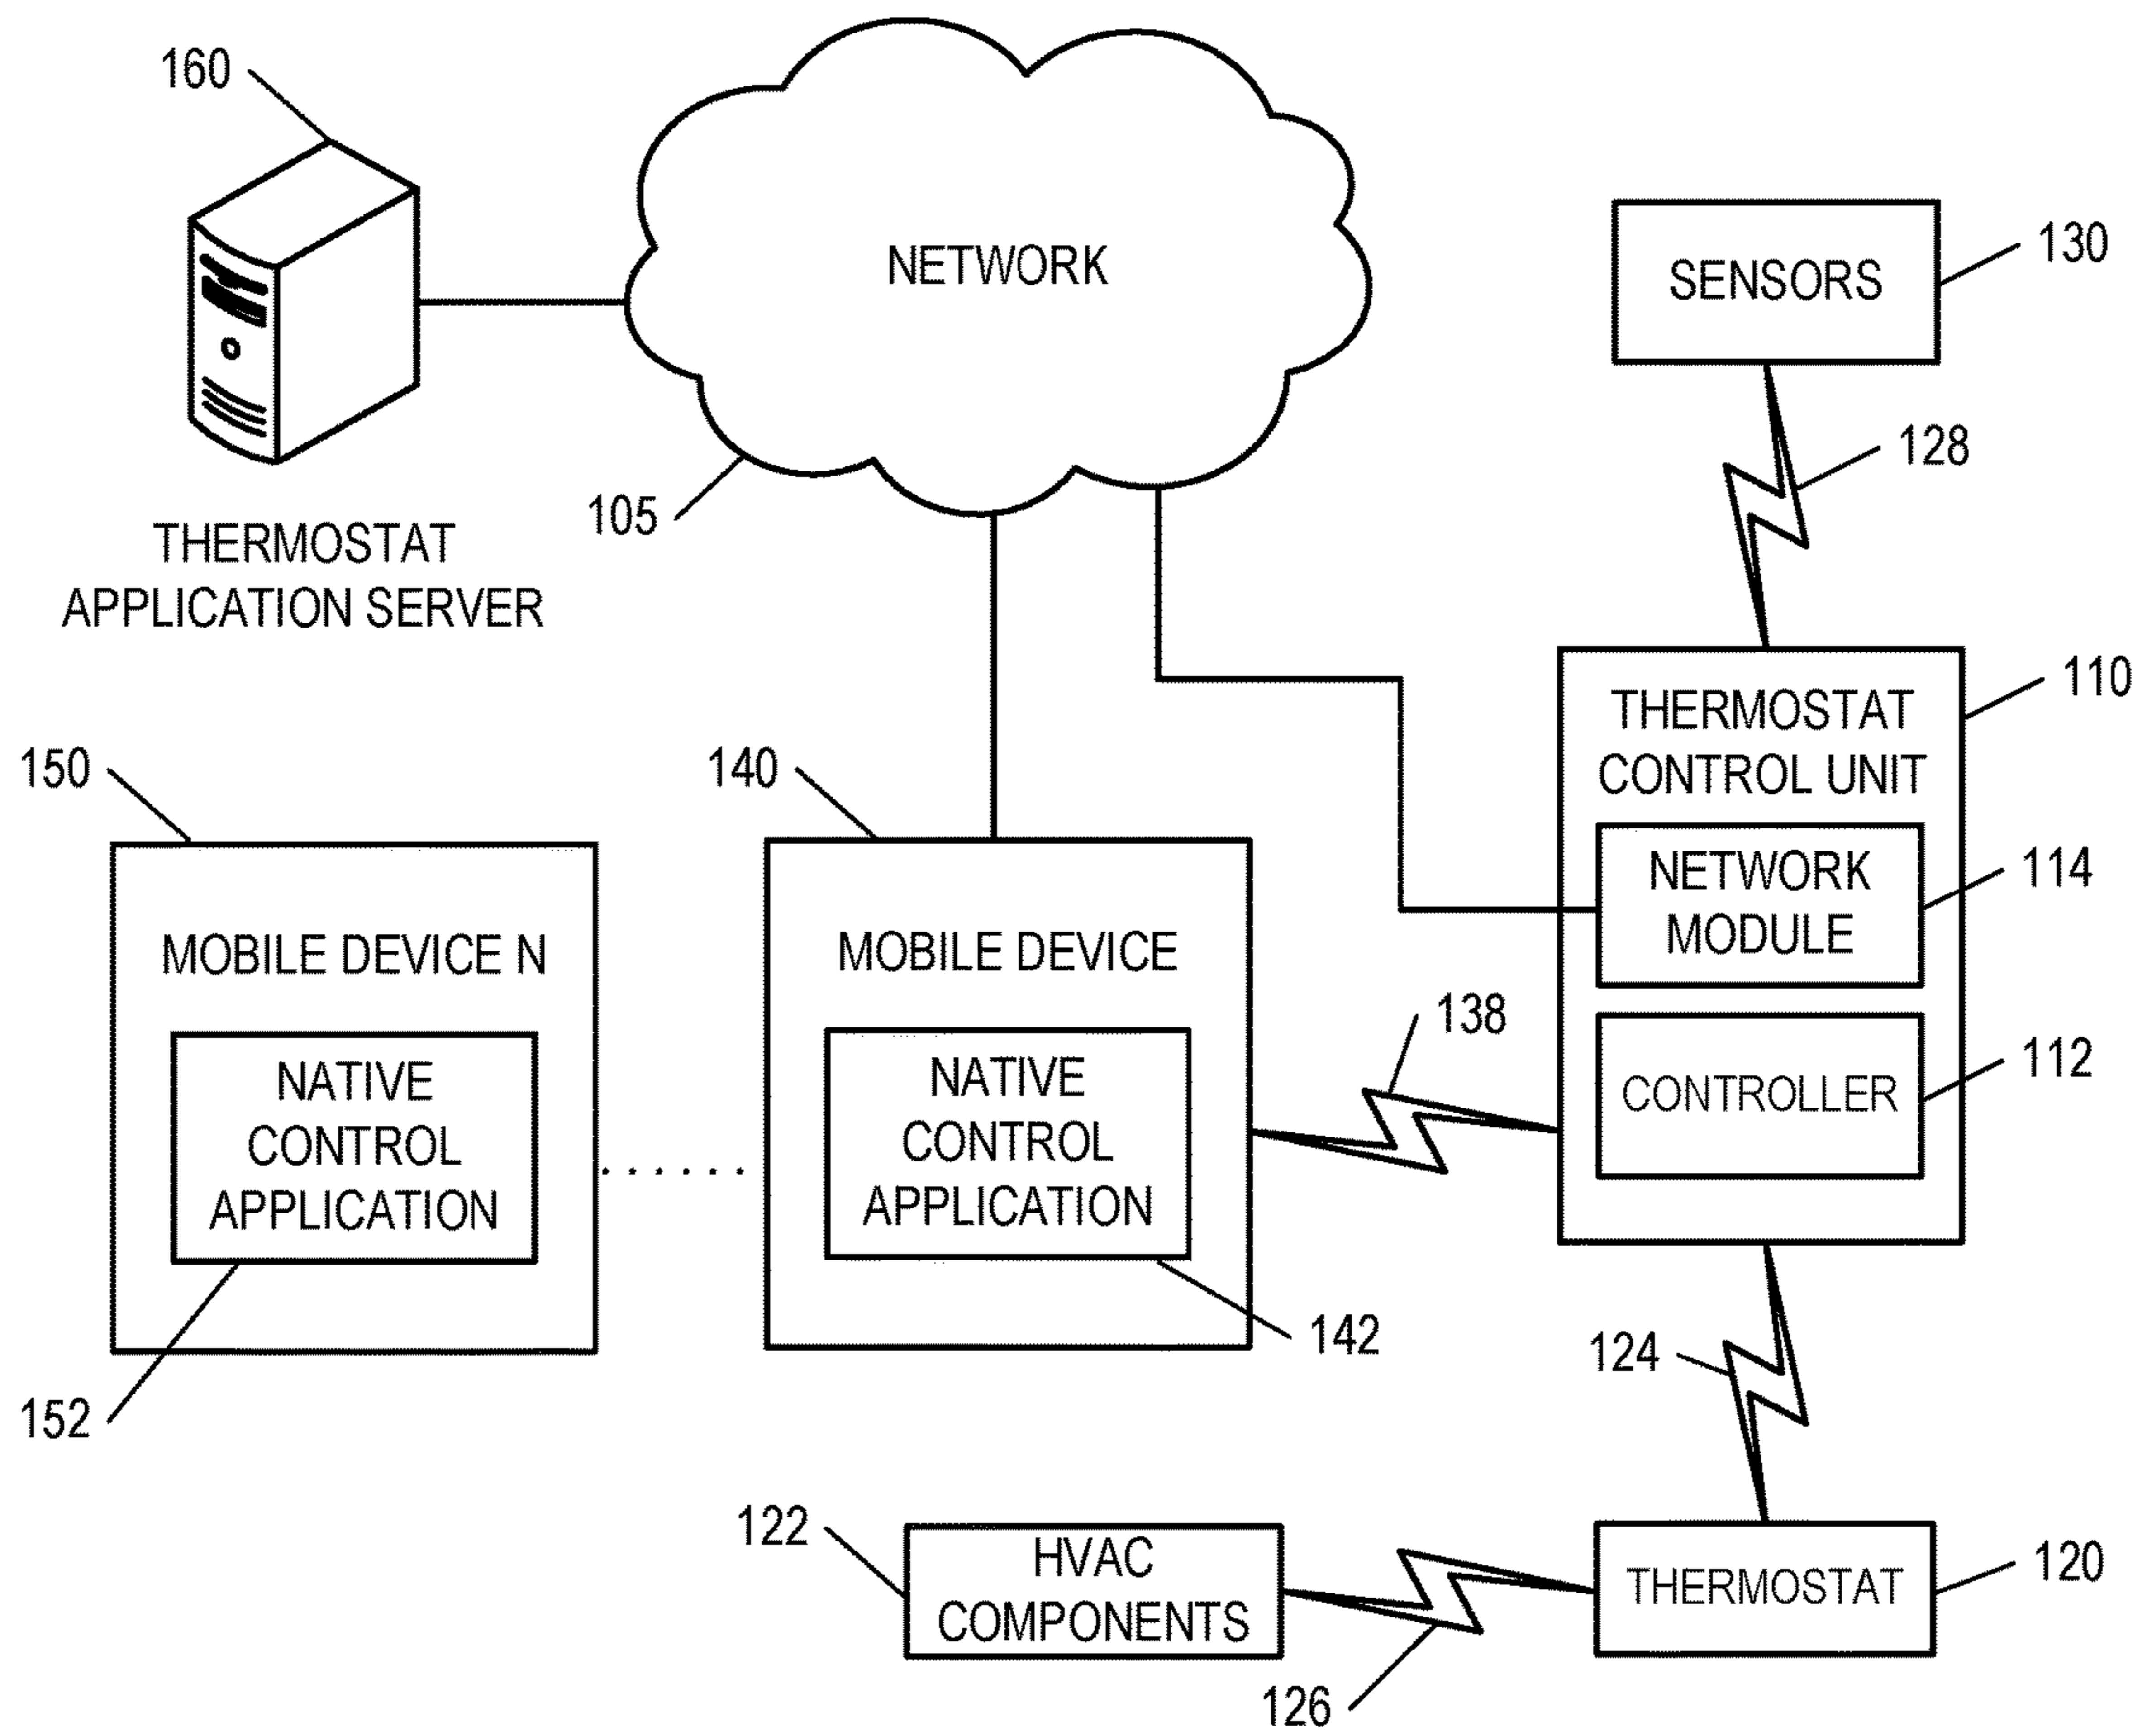 160
NETWORK
SENSORS
130
128
105
THERMOSTAT
APPLICATION SERVER
110
THERMOSTAT
CONTROL UNIT
150
140
NETWORK
MODULE
114
MOBILE DEVICE N
MOBILE DEVICE
138
CONTROLLER
112
NATIVE
CONTROL
APPLICATION
NATIVE
CONTROL
APPLICATION
142
124
152
122
HVAC
COMPONENTS
THERMOSTAT
120
126